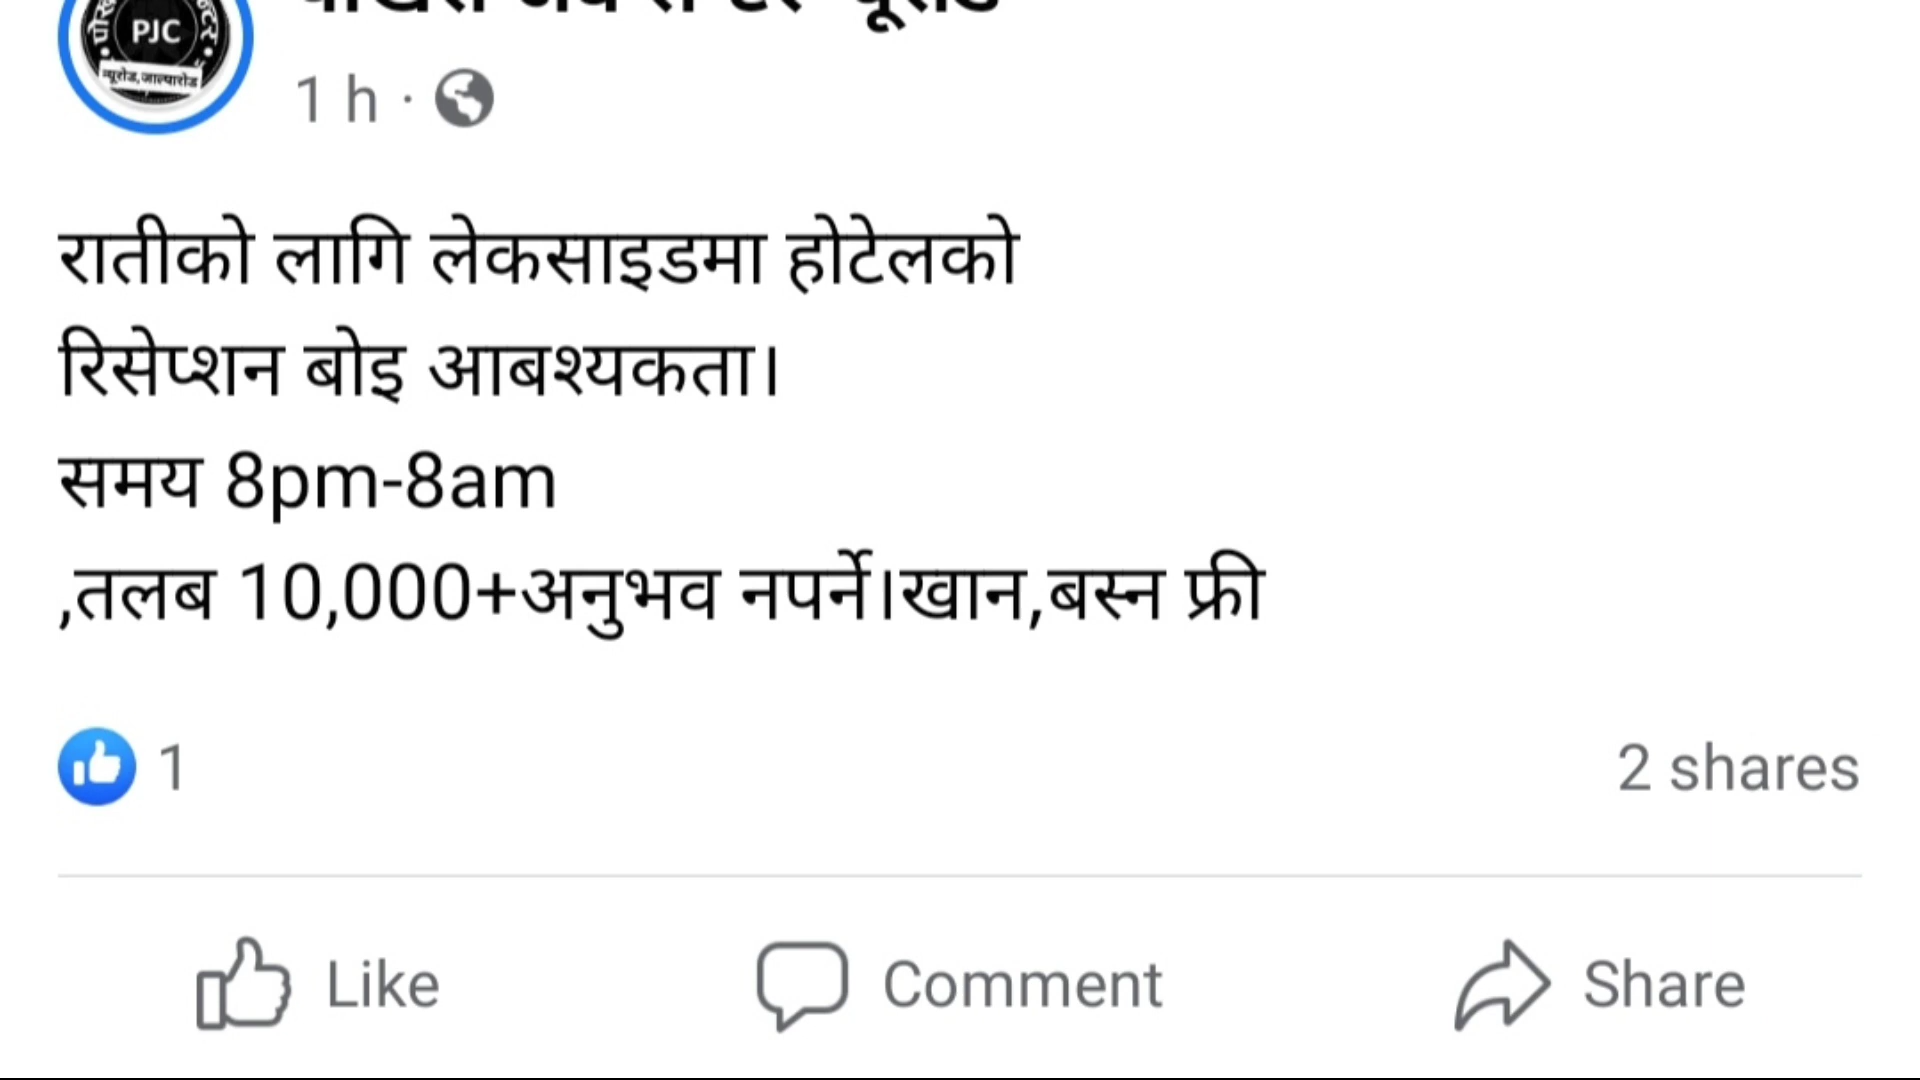 PJC
न्यूरोड,जाल्पारोड
1 h ·
रातीको लागि लेकसाइडमा होटेलको
रिसेप्शन बोइ आबश्यकता।
समय 8pm-8am
,तलब 10,000+अनुभव नपर्ने।खान,बस्न फ्री
1
2 shares
Like
Comment
Share